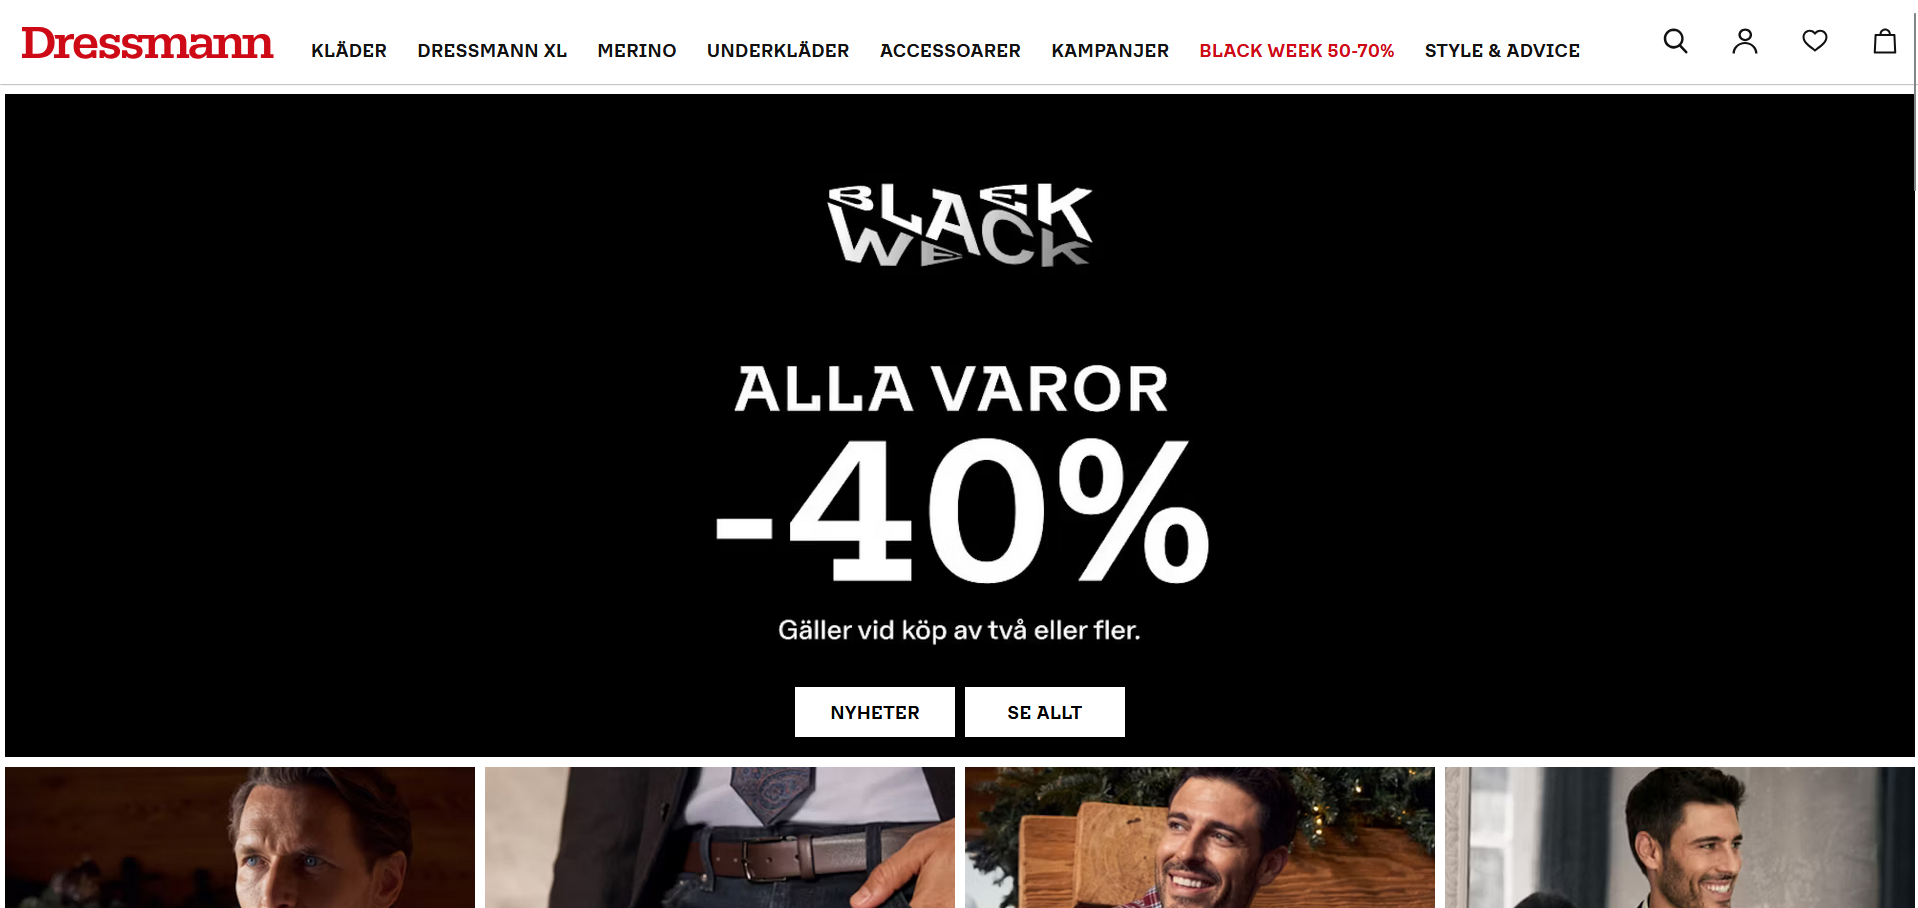 Dressmann
KLÄDER DRESSMANN XL MERINO UNDERKLÄDER ACCESSOARER KAMPANJER BLACK WEEK 50-70% STYLE & ADVICE
BLACK
WEEK
ALLA VAROR
-40%
Gäller vid köp av två eller fler.
NYHETER SE ALLT